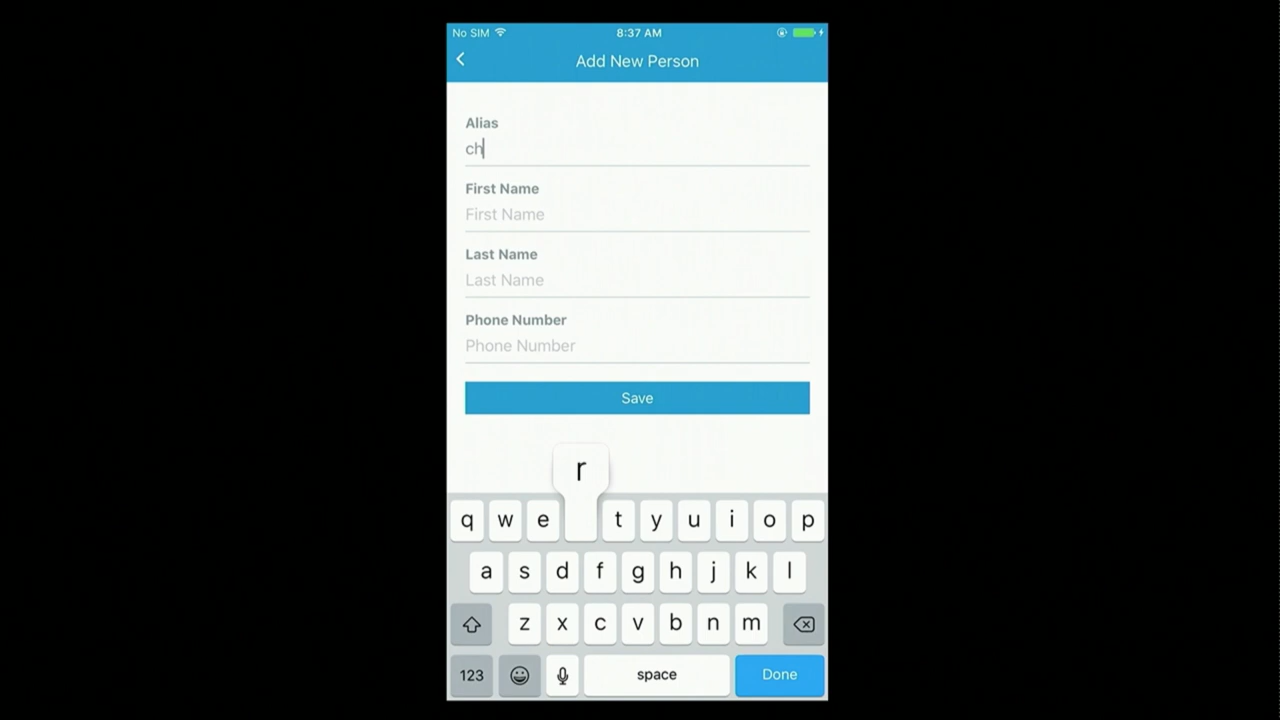 No SIM 8:37 AM
Add New Person
Alias
ch
First Name
First Name
Last Name
Last Name
Phone Number
Phone Number
Save
r
q w e t y u i o p
a s d f g h j k l
z x c v b n m
123 space Done